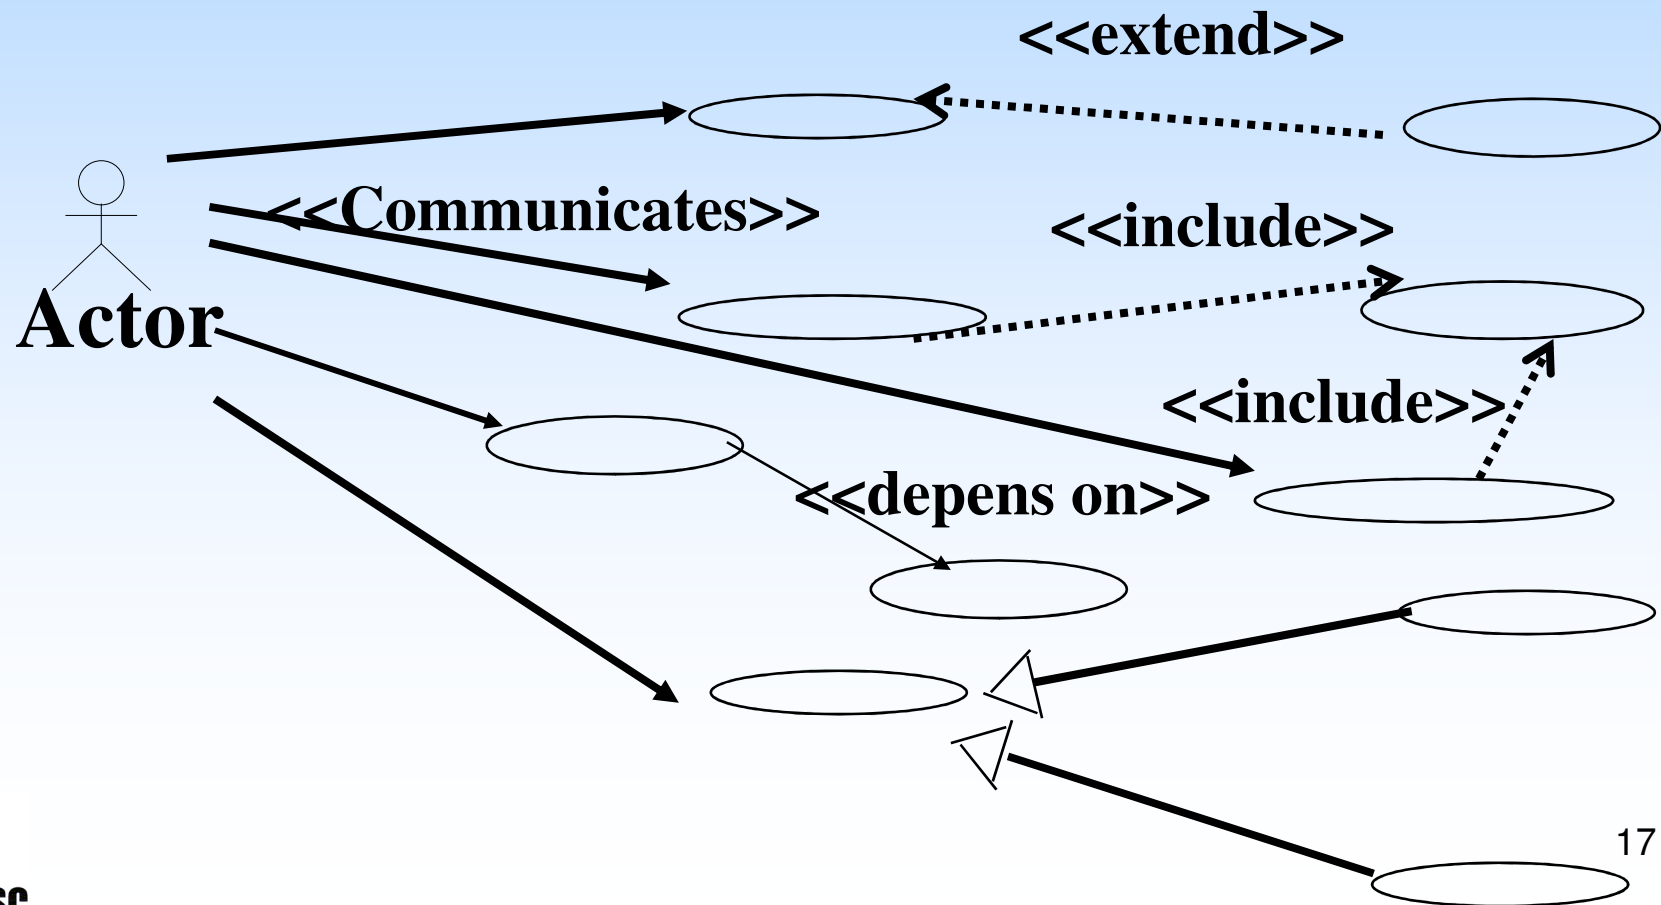 <<extend>>
<<Communicates>>
<<include>>
Actor
<<include>>
<<depens on>>
17